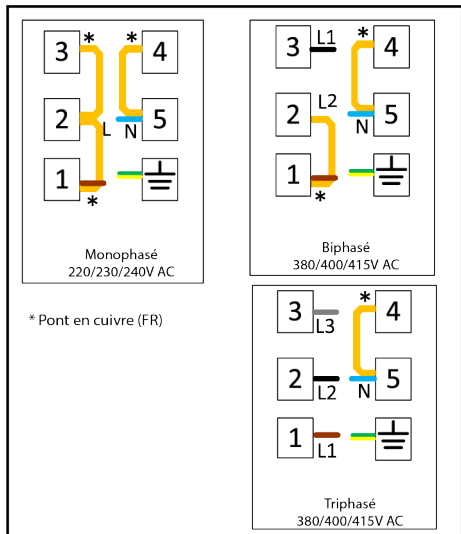 *
*
3
4
2
L
N
5
1
*
Monophasé
220/230/240V AC
L1
*
3
4
L2
2
N
5
1
*
Biphasé
380/400/415V AC
* Pont en cuivre (FR)
*
3
L3
4
2
L2
N
5
1
L1
Triphasé
380/400/415V AC